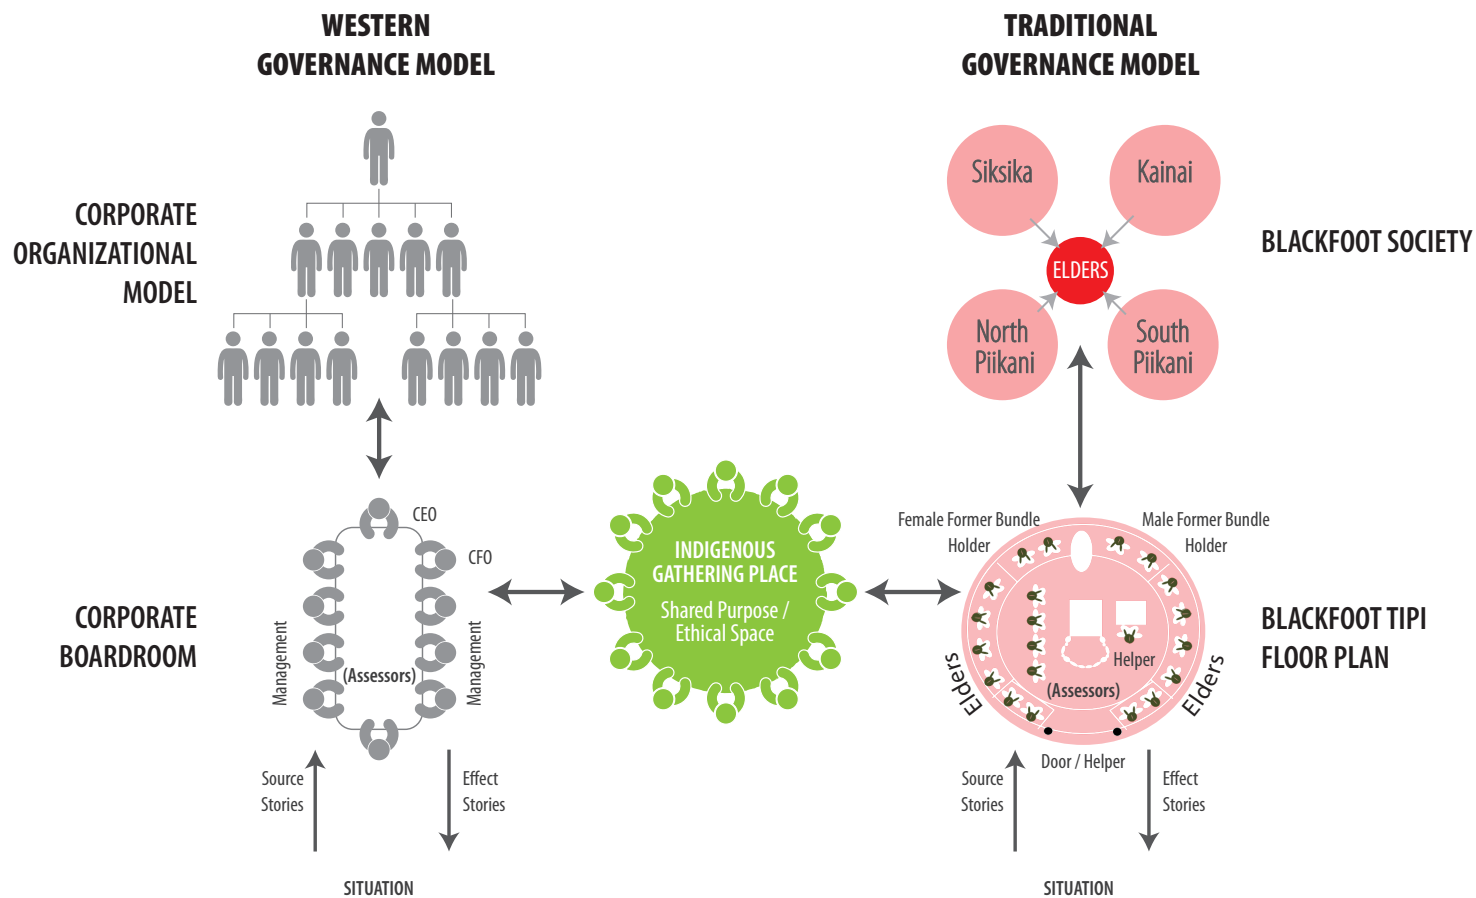 WESTERN
GOVERNANCE MODEL
TRADITIONAL
GOVERNANCE MODEL
CORPORATE
ORGANIZATIONAL
MODEL
Siksika
Kainai
ELDERS
North
Piikani
South
Piikani
BLACKFOOT SOCIETY
CORPORATE
BOARDROOM
CEO
CFO
Management
(Assessors)
Management
INDIGENOUS
GATHERING PLACE
Shared Purpose /
Ethical Space
Female Former Bundle
Holder
Male Former Bundle
Holder
Helper
(Assessors)
Elders
Elders
Door / Helper
BLACKFOOT TIPI
FLOOR PLAN
Source
Stories
Effect
Stories
Source
Stories
Effect
Stories
SITUATION
SITUATION